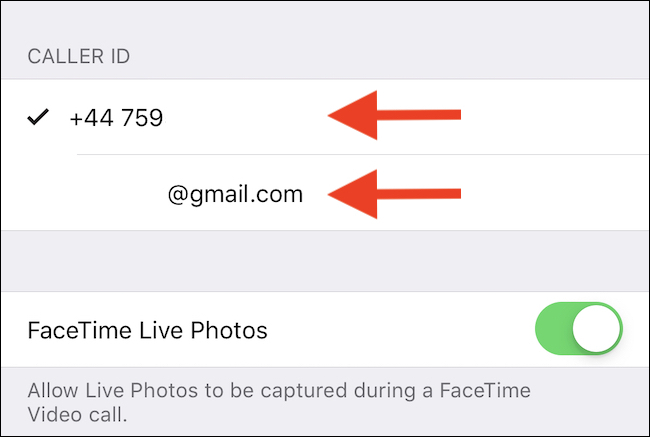 CALLER ID
+44 759
@gmail.com
FaceTime Live Photos
Allow Live Photos to be captured during a FaceTime
Video call.